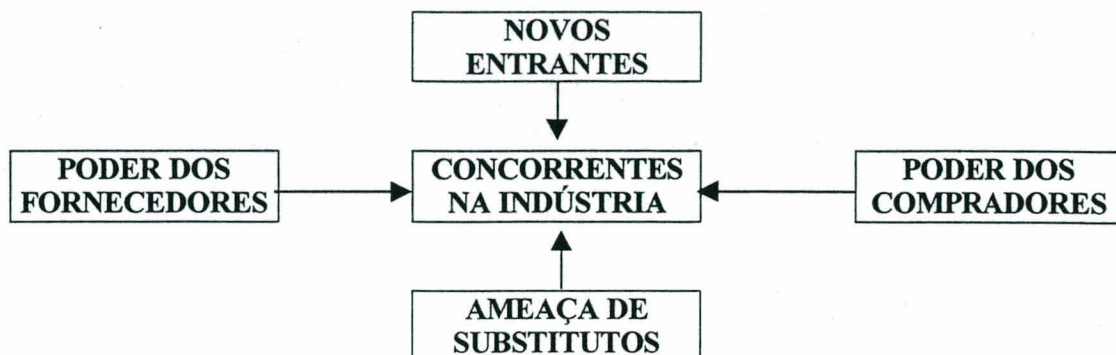 NOVOS
ENTRANTES
PODER DOS
FORNECEDORES
CONCORRENTES
NA INDÚSTRIA
PODER DOS
COMPRADORES
AMEAÇA DE
SUBSTITUTOS